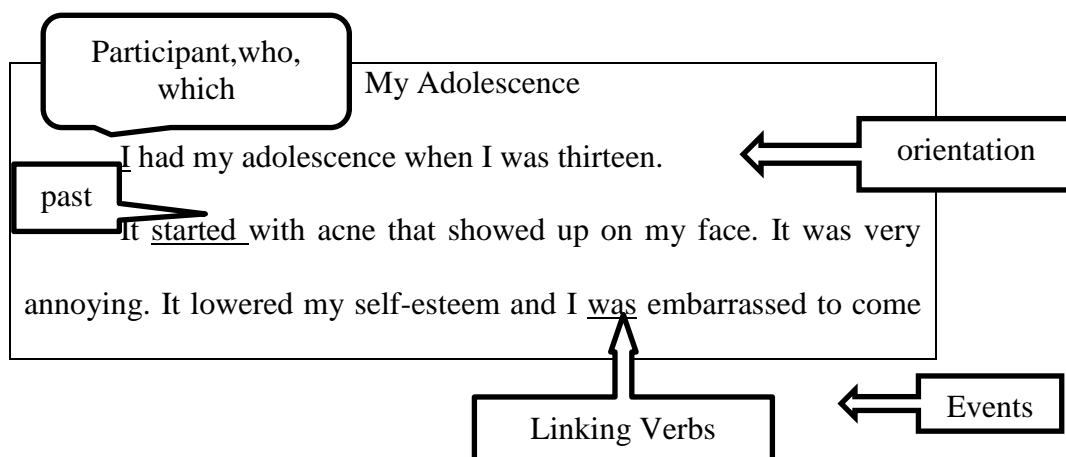 Participant,who,
which
My Adolescence
I had my adolescence when I was thirteen.
orientation
past
It started with acne that showed up on my face. It was very
annoying. It lowered my self-esteem and I was embarrassed to come
Events
Linking Verbs